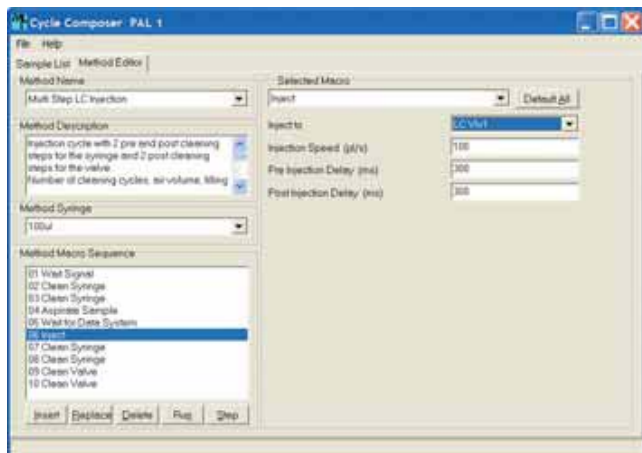 Cycle Composer PAL 1
File Help
Sample List Method Editor
Method Name
Multi Step LC Injection
Method Description
Injection cycle with 2 pre and post cleaning
steps for the syringe and 2 post cleaning
steps for the valve.
Number of cleaning cycles, air volume, filling
Method Syringe
100ul
Method Macro Sequence
01 Wait Signal
02 Clean Syringe
03 Clean Syringe
04 Aspirate Sample
05 Wait for Data System
06 Inject
07 Clean Syringe
08 Clean Syringe
09 Clean Valve
10 Clean Valve
Insert Replace Delete Run Step
Selected Macro
Inject Default All
Inject to LC Vlv1
Injection Speed (µl/s) 100
Pre Injection Delay (ms) 300
Post Injection Delay (ms) 300